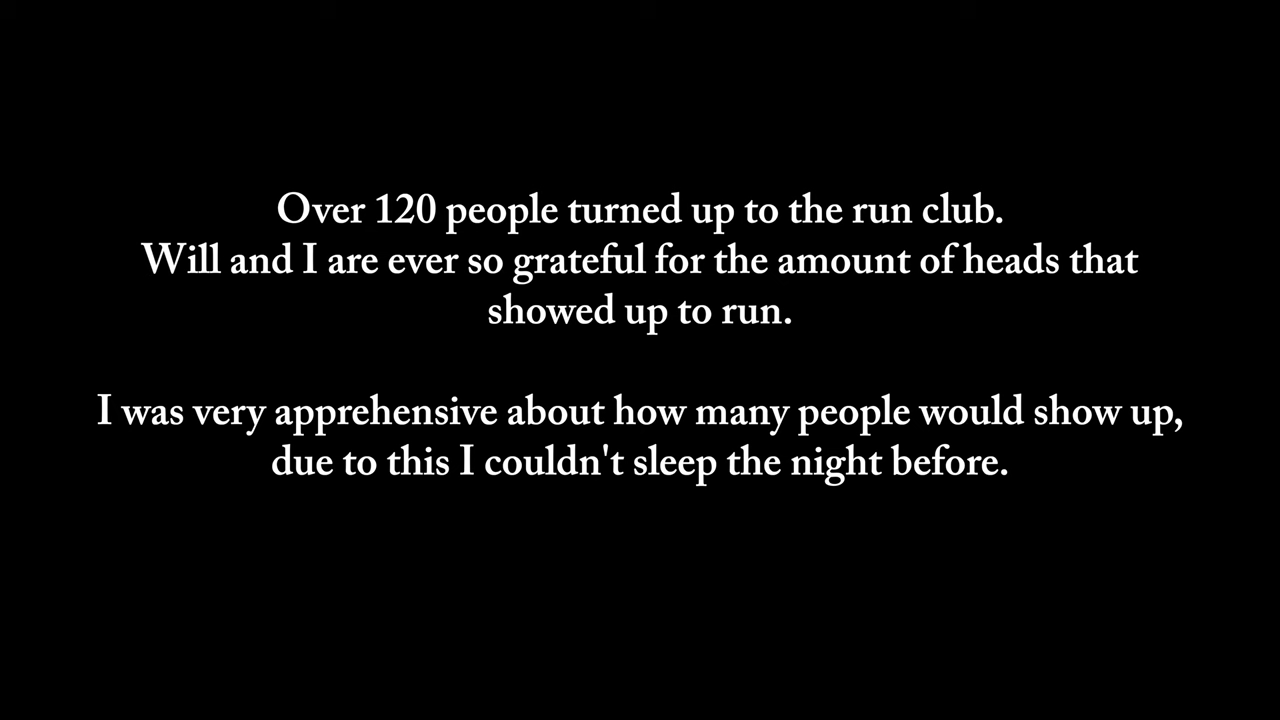 Over 120 people turned up to the run club.
Will and I are ever so grateful for the amount of heads that
showed up to run.
I was very apprehensive about how many people would show up,
due to this I couldn't sleep the night before.